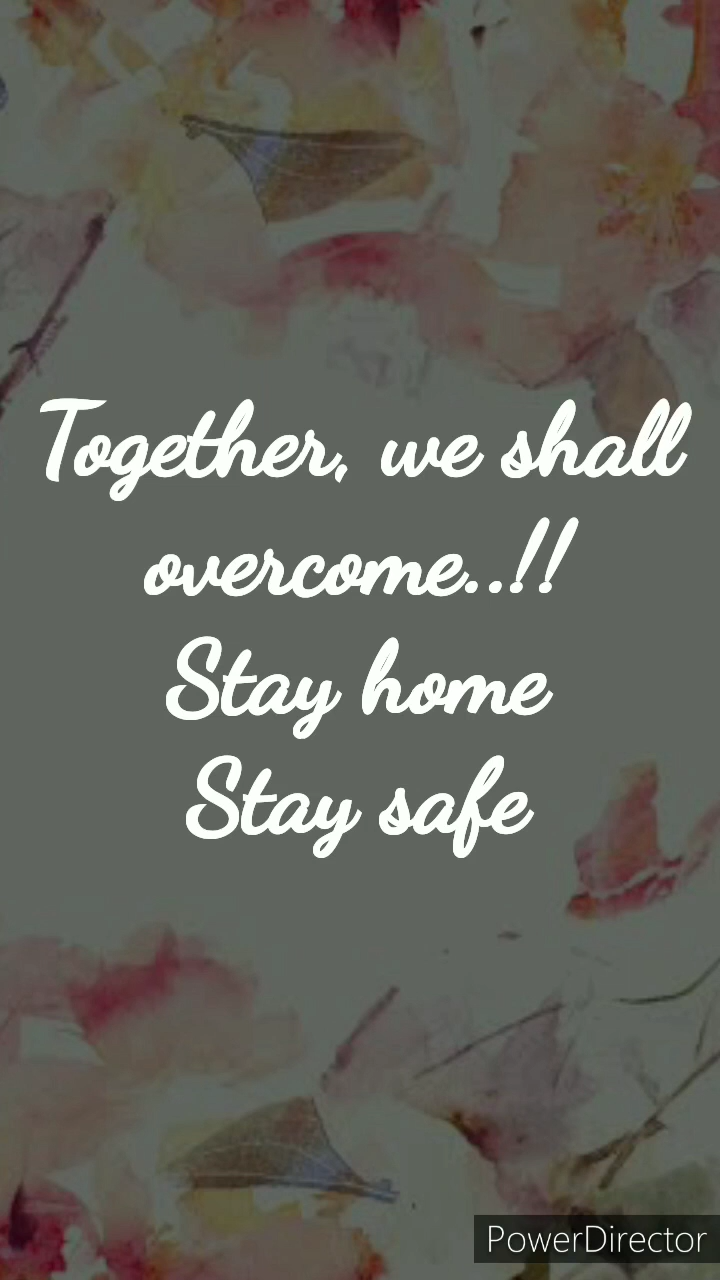 Together, we shall
overcome..!!
Stay home
Stay safe
PowerDirector